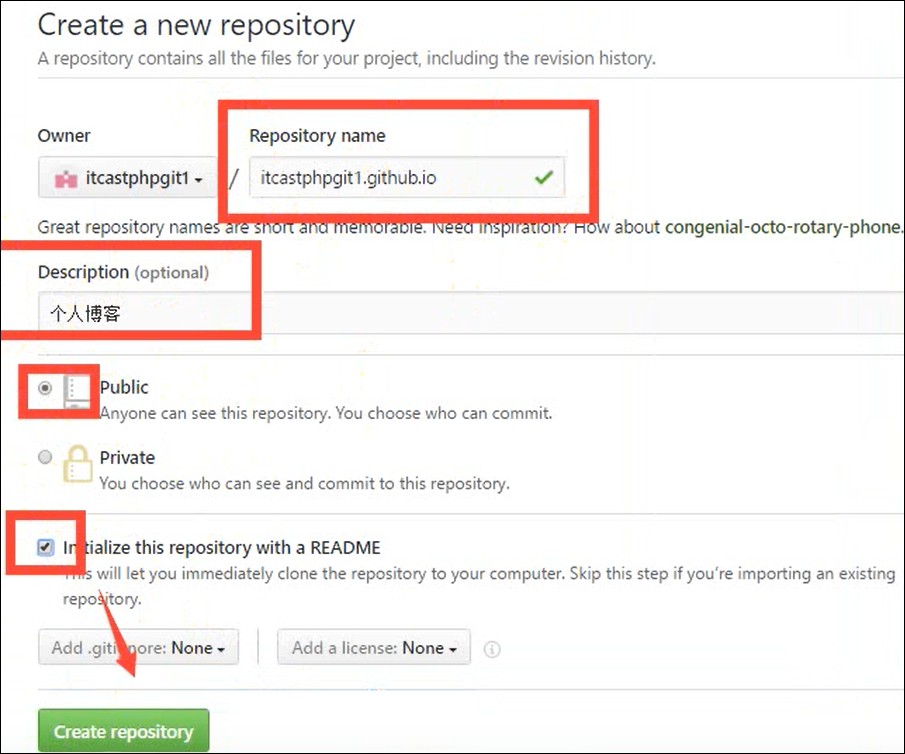 Create a new repository
A repository contains all the files for your project, including the revision history.
Owner Repository name
itcastphpgit1 / itcastphpgit1.github.io
Great repository names are short and memorable. Need inspiration? How about congenial-octo-rotary-phone.
Description (optional)
个人博客
Public
Anyone can see this repository. You choose who can commit.
Private
You choose who can see and commit to this repository.
Initialize this repository with a README
This will let you immediately clone the repository to your computer. Skip this step if you’re importing an existing
repository.
Add .gitignore: None Add a license: None
Create repository